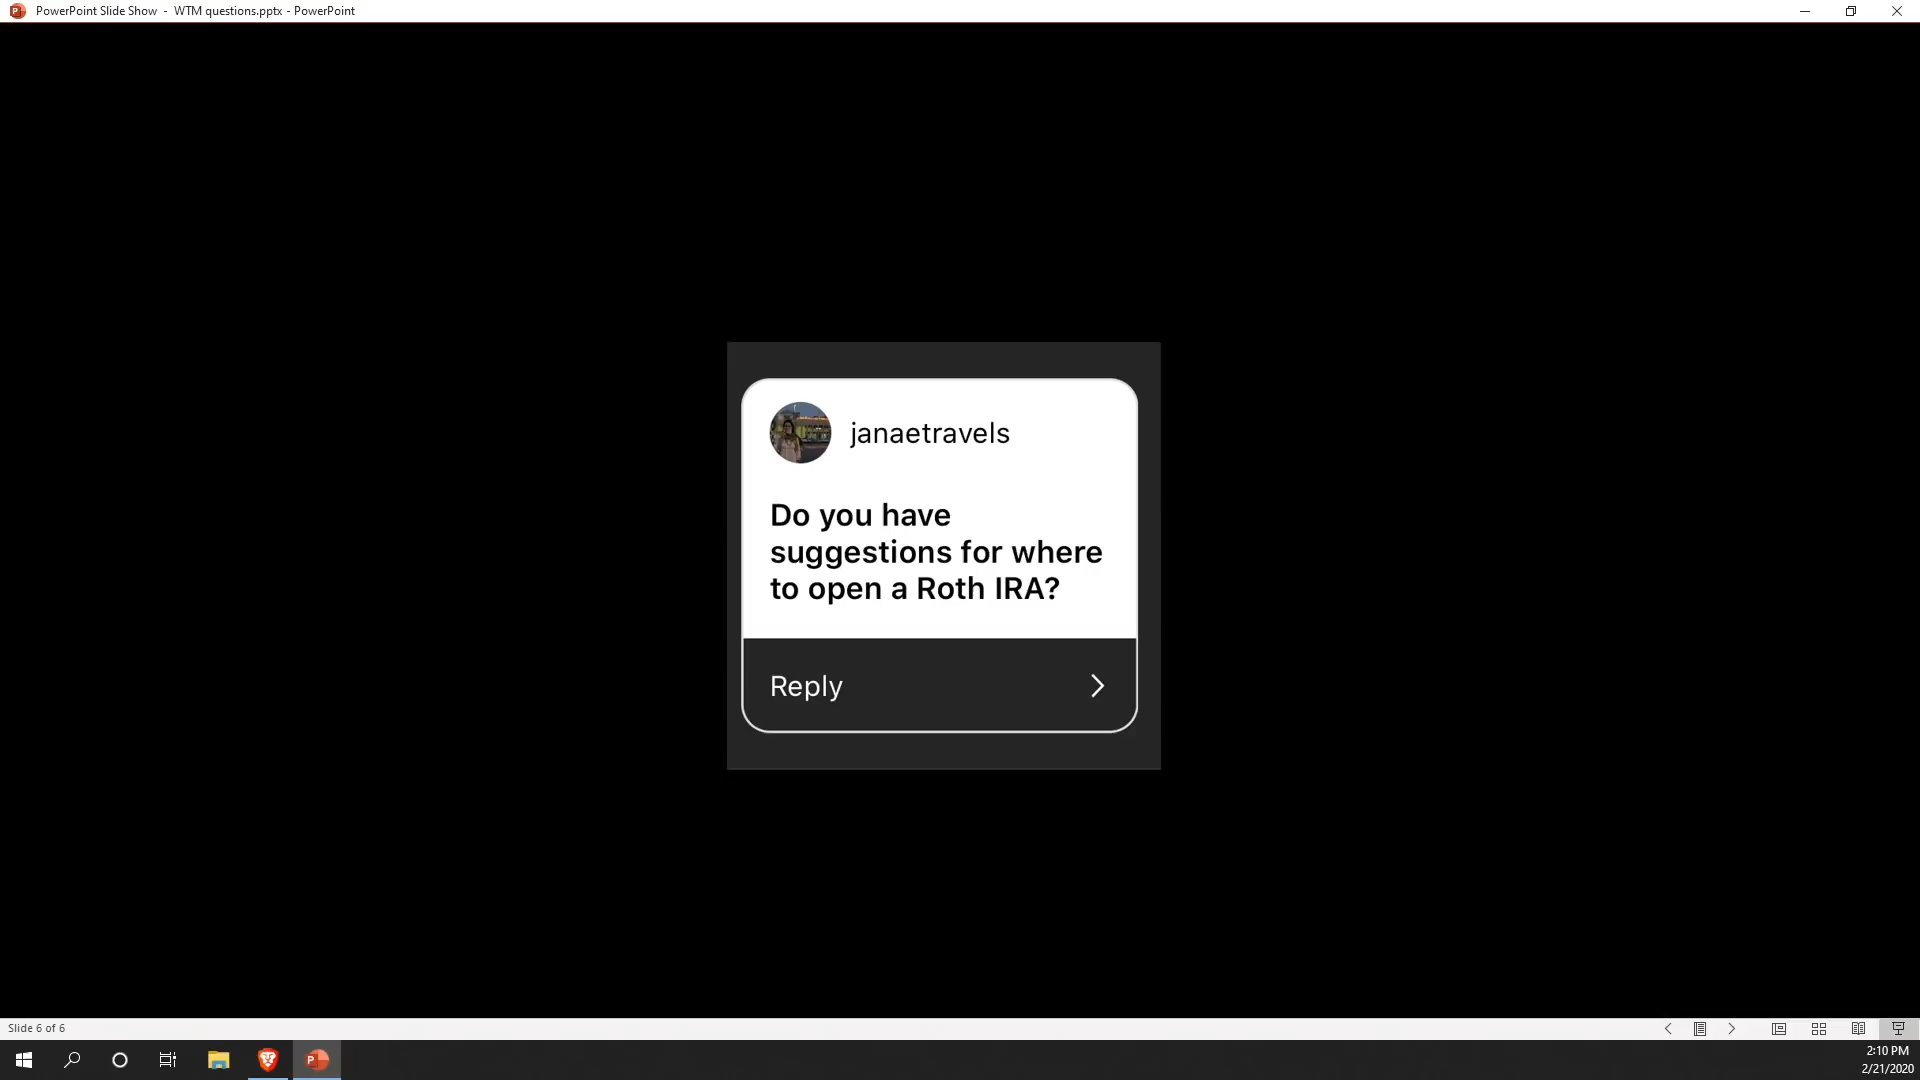 PowerPoint Slide Show - WTM questions.pptx - PowerPoint
janaetravels
Do you have
suggestions for where
to open a Roth IRA?
Reply
Slide 6 of 6
2:10 PM
2/21/2020